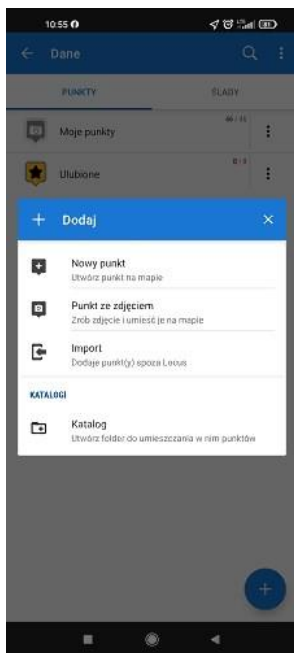 10:55
Dane
PUNKTY ŚLADY
Moje punkty
Ulubione
Dodaj
Nowy punkt
Utwórz punkt na mapie
Punkt ze zdjęciem
Zrób zdjęcie i umieść je na mapie
Import
Dodaje punkt(y) spoza Locus
KATALOGI
Katalog
Utwórz folder do umieszczania w nim punktów